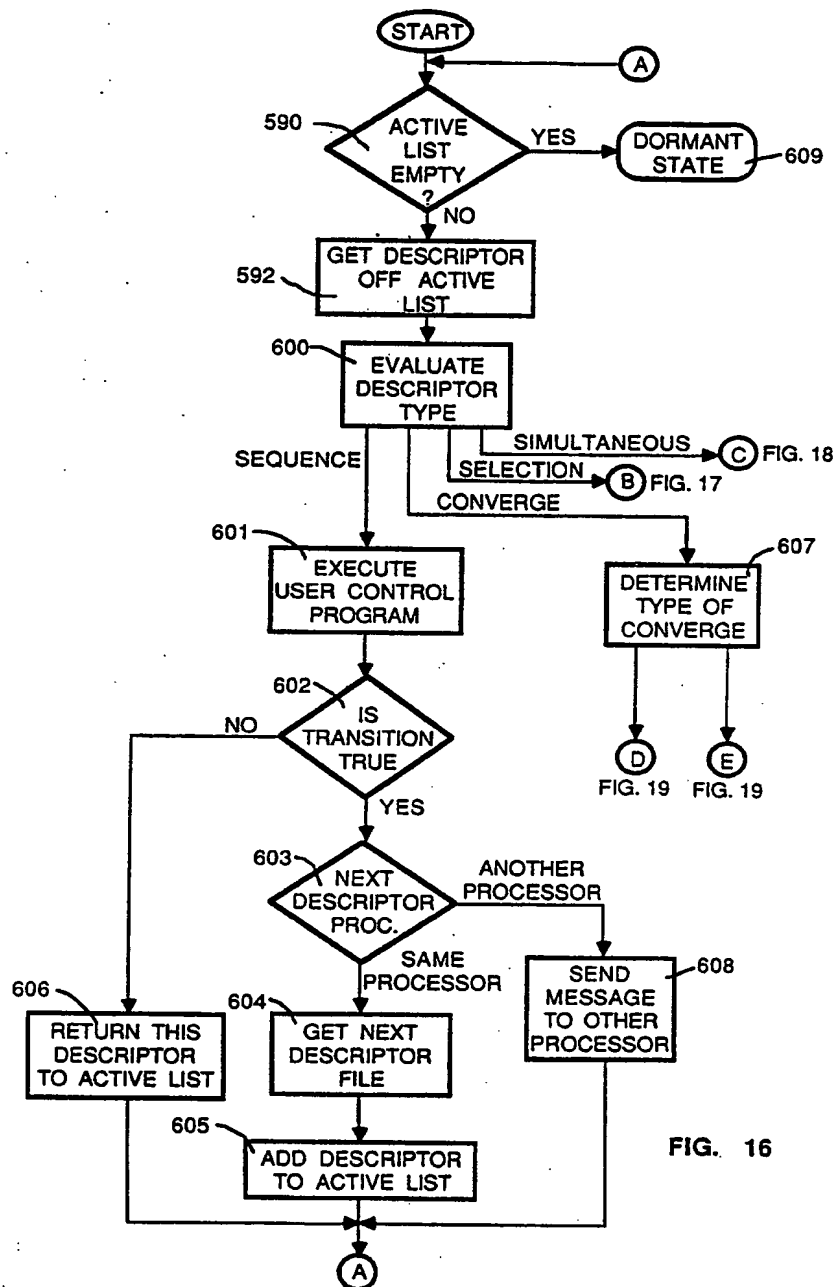 START
A
590
ACTIVE
LIST
EMPTY
?
YES
DORMANT
STATE
609
NO
592
GET DESCRIPTOR
OFF ACTIVE
LIST
600
EVALUATE
DESCRIPTOR
TYPE
SEQUENCE
SIMULTANEOUS
C
FIG. 18
SELECTION
B
FIG. 17
CONVERGE
601
EXECUTE
USER CONTROL
PROGRAM
607
DETERMINE
TYPE OF
CONVERGE
602
IS
TRANSITION
TRUE
NO
YES
D
FIG. 19
E
FIG. 19
603
NEXT
DESCRIPTOR
PROC.
ANOTHER
PROCESSOR
SAME
PROCESSOR
606
RETURN THIS
DESCRIPTOR
TO ACTIVE LIST
604
GET NEXT
DESCRIPTOR
FILE
608
SEND
MESSAGE
TO OTHER
PROCESSOR
605
ADD DESCRIPTOR
TO ACTIVE LIST
FIG. 16
A